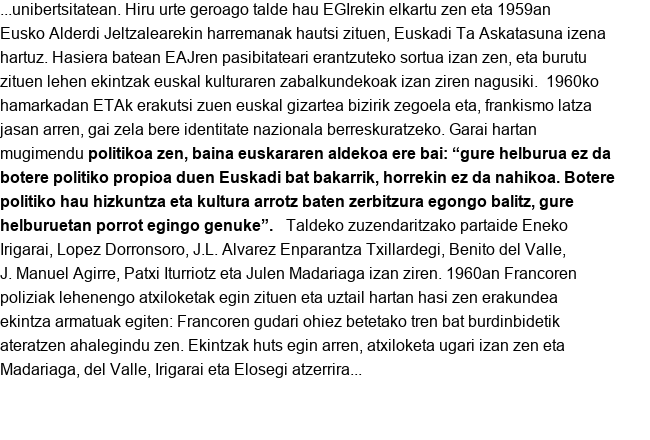 ...unibertsitatean. Hiru urte geroago talde hau EGIrekin elkartu zen eta 1959an
Eusko Alderdi Jeltzalearekin harremanak hautsi zituen, Euskadi Ta Askatasuna izena
hartuz. Hasiera batean EAJren pasibitateari erantzuteko sortua izan zen, eta burutu
zituen lehen ekintzak euskal kulturaren zabalkundekoak izan ziren nagusiki. 1960ko
hamarkadan ETAk erakutsi zuen euskal gizartea bizirik zegoela eta, frankismo latza
jasan arren, gai zela bere identitate nazionala berreskuratzeko. Garai hartan
mugimendu politikoa zen, baina euskararen aldekoa ere bai: “gure helburua ez da
botere politiko propioa duen Euskadi bat bakarrik, horrekin ez da nahikoa. Botere
politiko hau hizkuntza eta kultura arrotz baten zerbitzura egongo balitz, gure
helburuetan porrot egingo genuke”. Taldeko zuzendaritzako partaide Eneko
Irigarai, Lopez Dorronsoro, J.L. Alvarez Enparantza Txillardegi, Benito del Valle,
J. Manuel Agirre, Patxi Iturriotz eta Julen Madariaga izan ziren. 1960an Francoren
poliziak lehenengo atxiloketak egin zituen eta uztail hartan hasi zen erakundea
ekintza armatuak egiten: Francoren gudari ohiez betetako tren bat burdinbidetik
ateratzen ahalegindu zen. Ekintzak huts egin arren, atxiloketa ugari izan zen eta
Madariaga, del Valle, Irigarai eta Elosegi atzerrira...